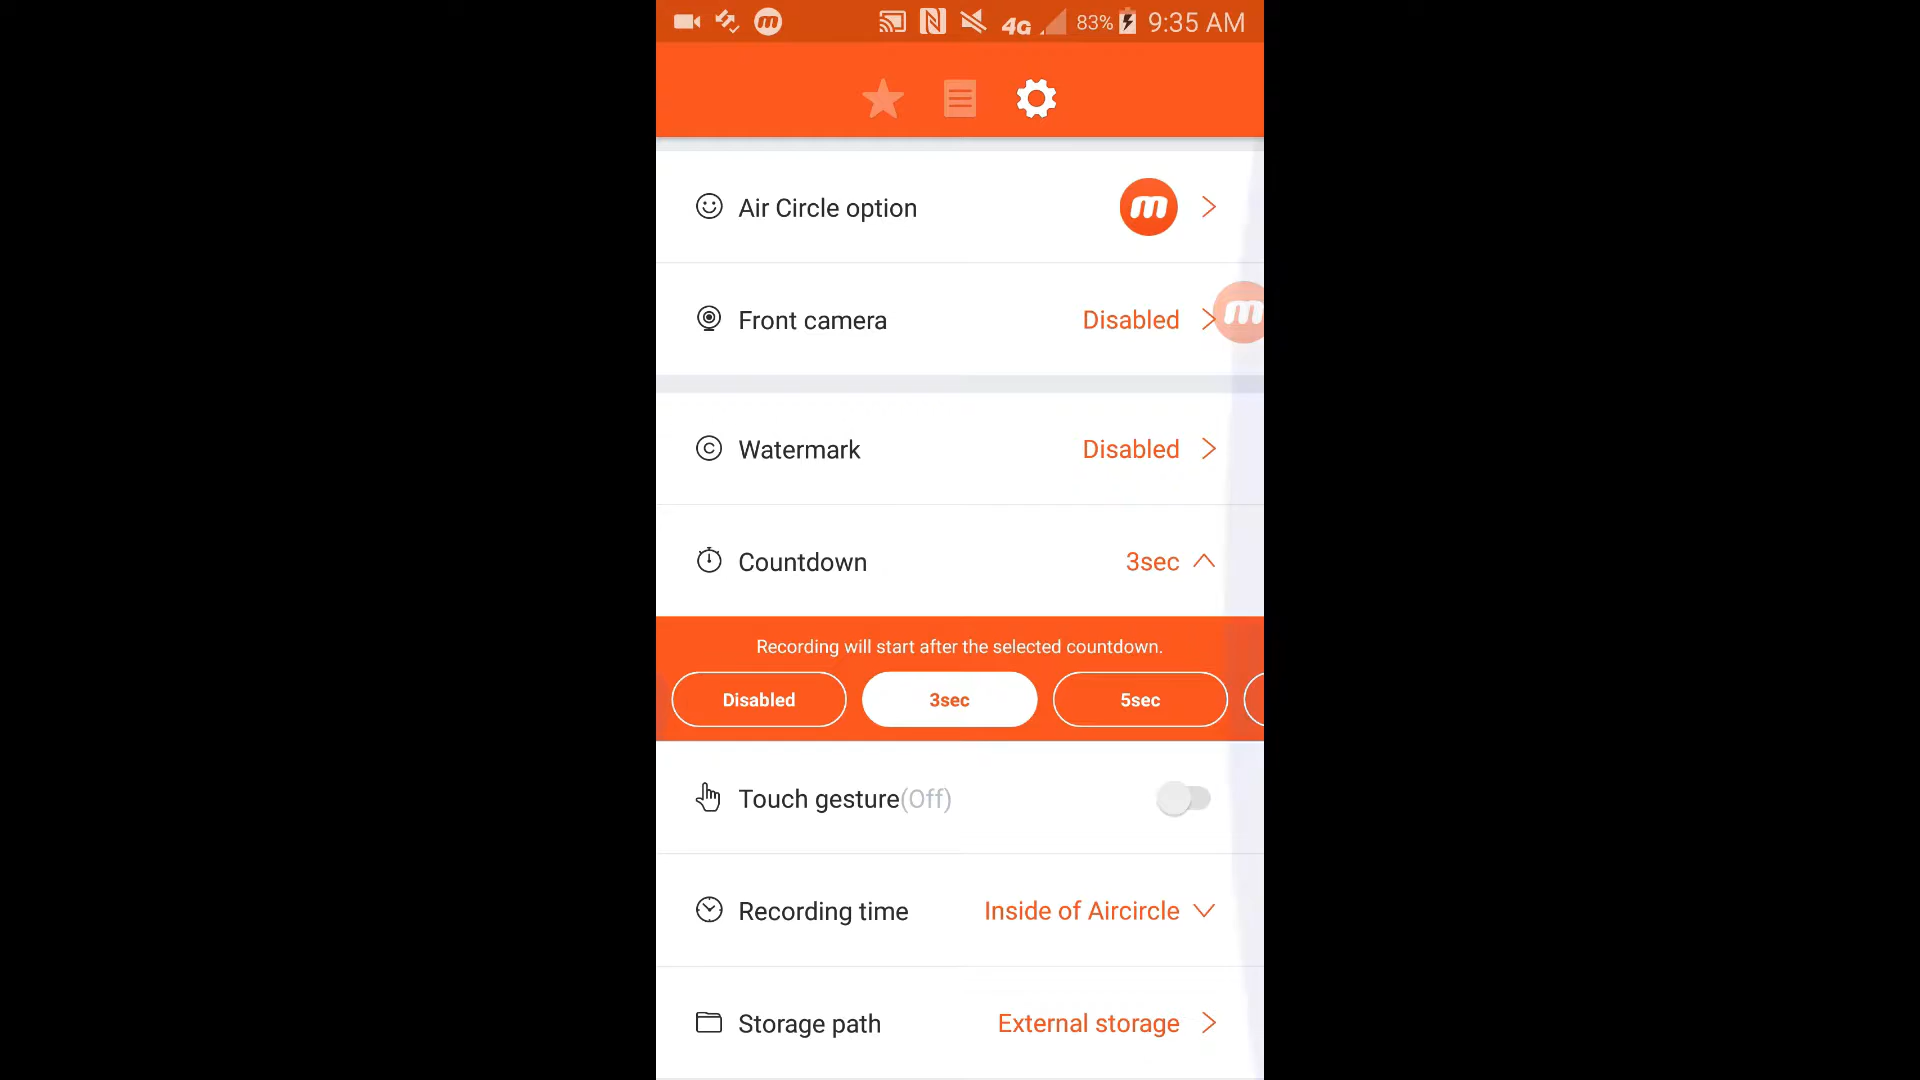 4G 83% 9:35 AM
Air Circle option m
Front camera Disabled m
Watermark Disabled
Countdown 3sec
Recording will start after the selected countdown.
Disabled 3sec 5sec
Touch gesture(Off)
Recording time Inside of Aircircle
Storage path External storage